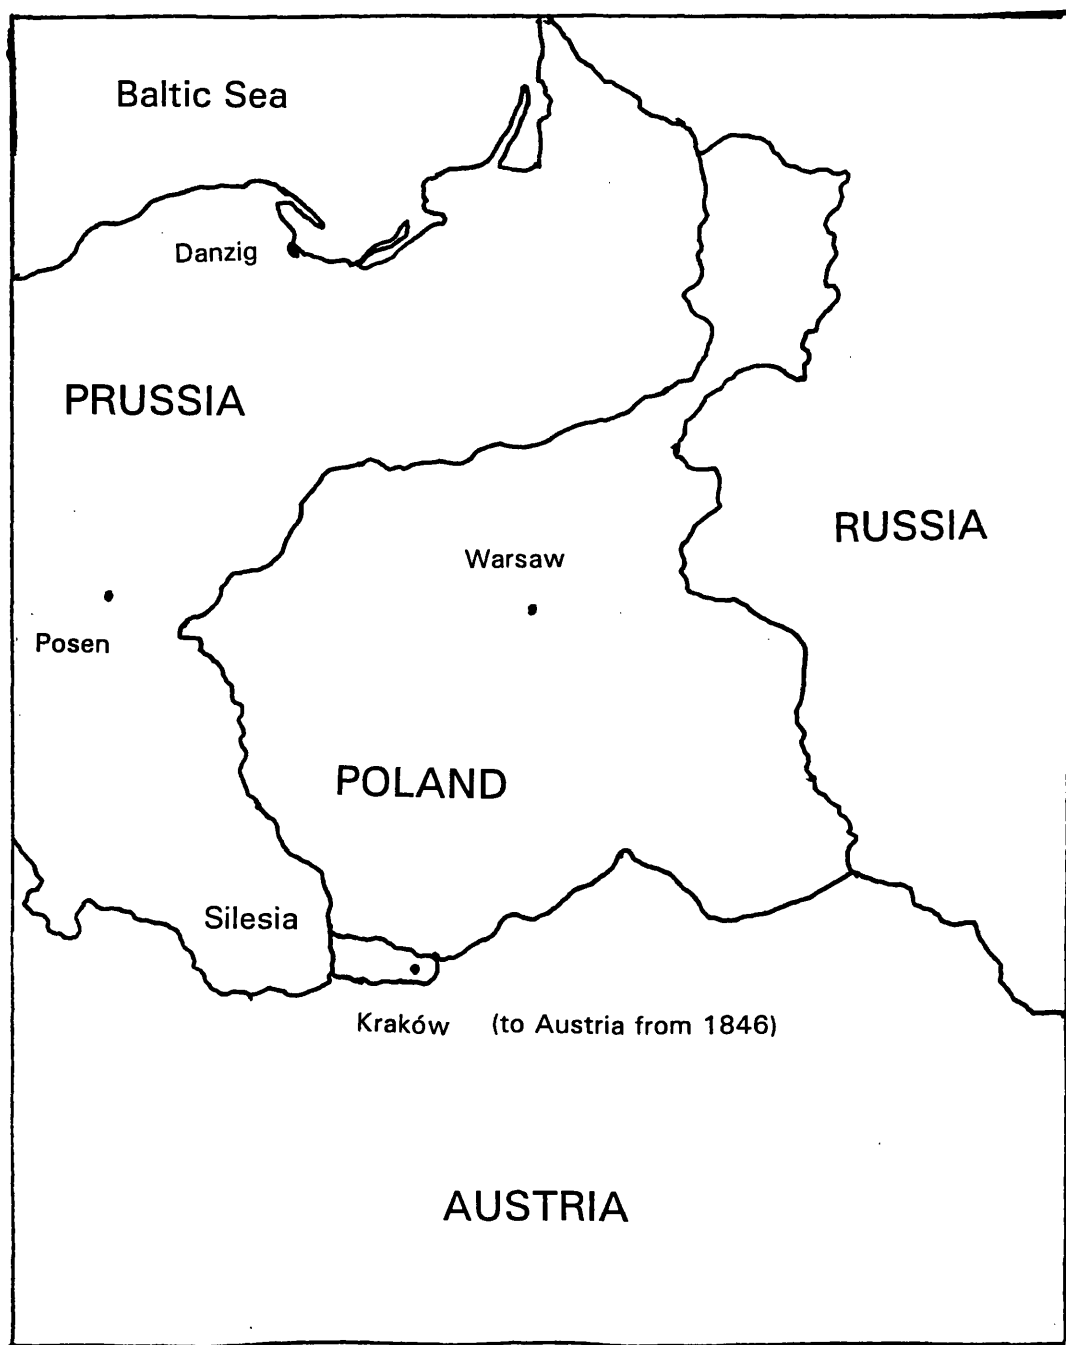 Baltic Sea
Danzig
PRUSSIA
RUSSIA
Warsaw
Posen
POLAND
Silesia
Kraków (to Austria from 1846)
AUSTRIA